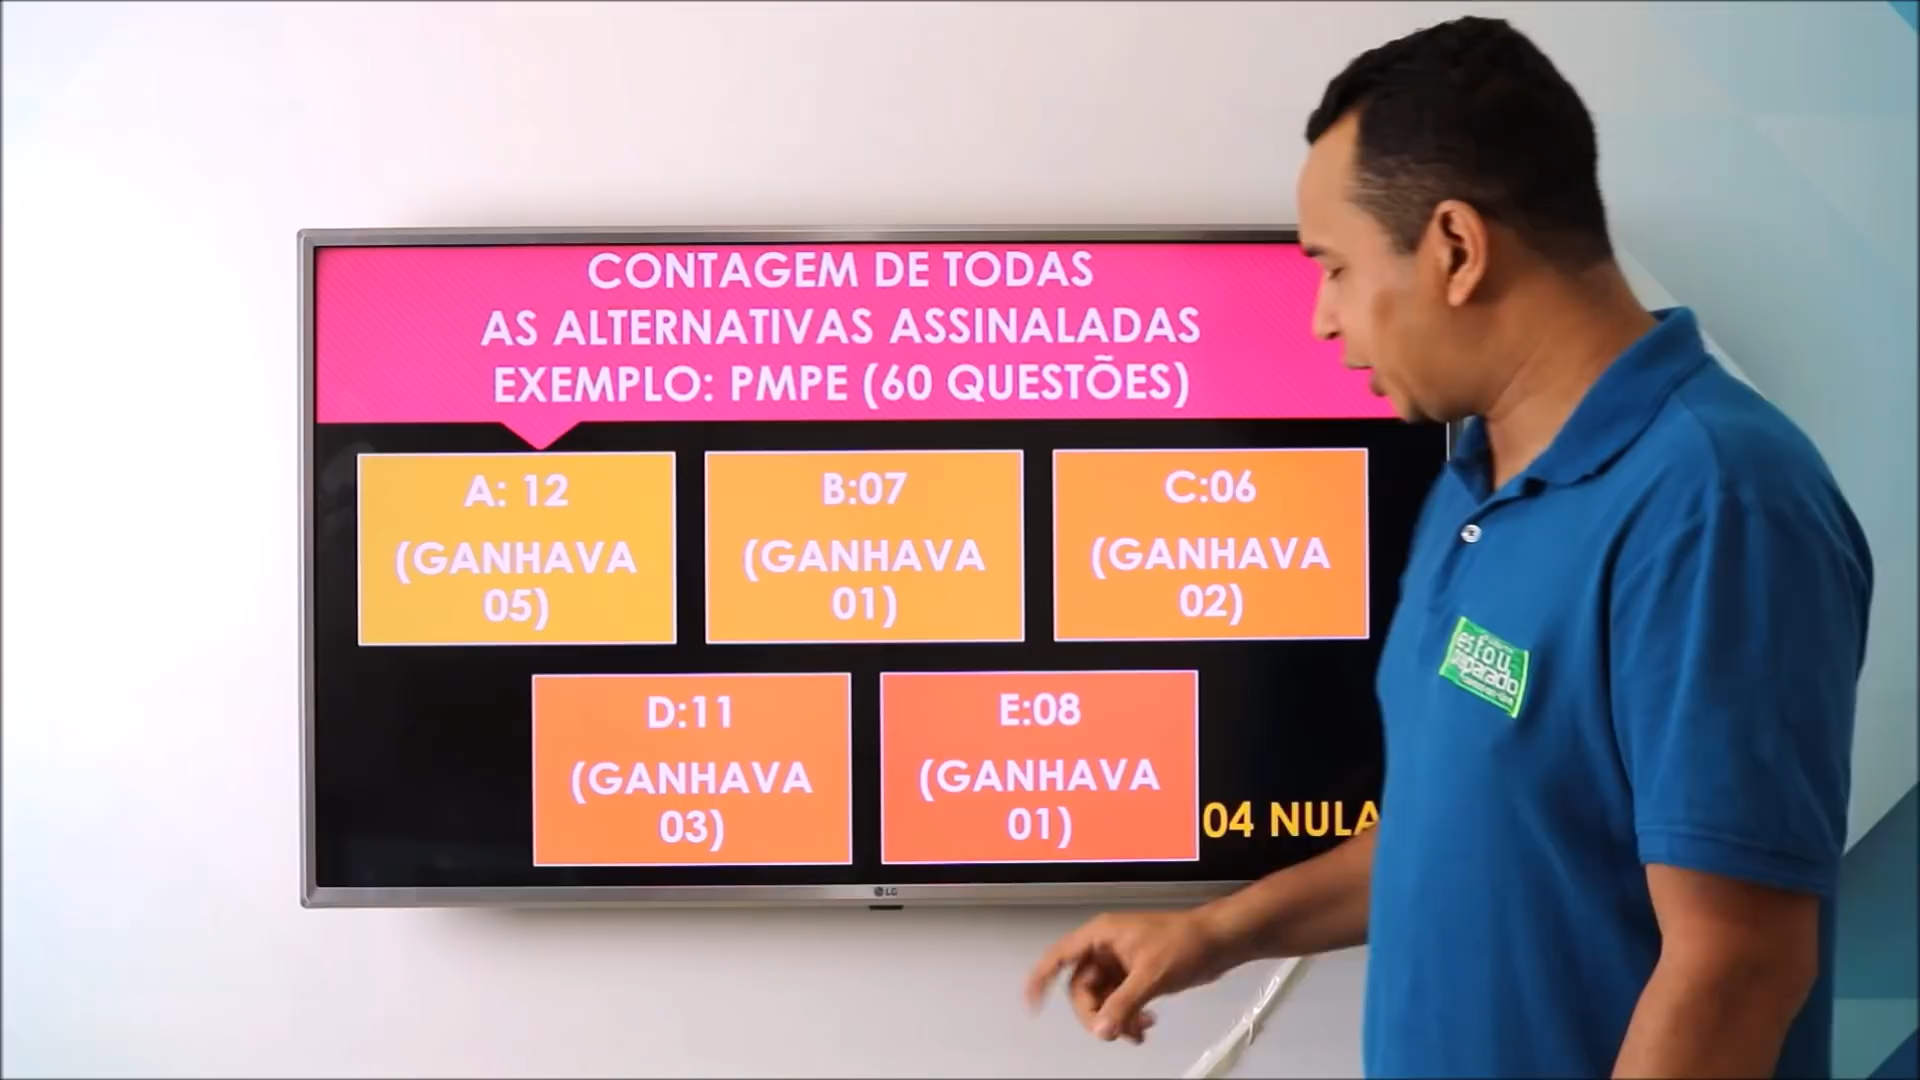 CONTAGEM DE TODAS
AS ALTERNATIVAS ASSINALADAS
EXEMPLO: PMPE (60 QUESTÕES)
A: 12
(GANHAVA
05)
B:07
(GANHAVA
01)
C:06
(GANHAVA
02)
D:11
(GANHAVA
03)
E:08
(GANHAVA
01)
04 NULA
LG
estou